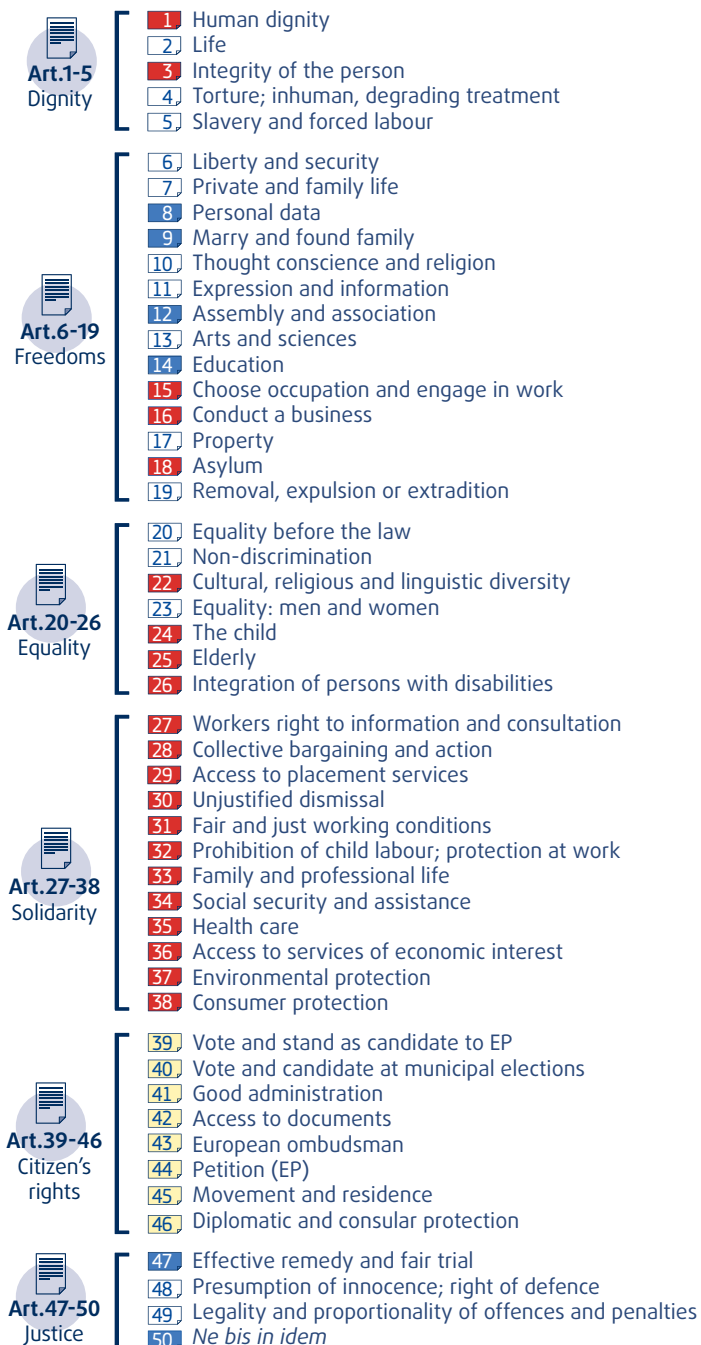 Art.1-5
Dignity
1 Human dignity
2 Life
3 Integrity of the person
4 Torture; inhuman, degrading treatment
5 Slavery and forced labour
Art.6-19
Freedoms
6 Liberty and security
7 Private and family life
8 Personal data
9 Marry and found family
10 Thought conscience and religion
11 Expression and information
12 Assembly and association
13 Arts and sciences
14 Education
15 Choose occupation and engage in work
16 Conduct a business
17 Property
18 Asylum
19 Removal, expulsion or extradition
Art.20-26
Equality
20 Equality before the law
21 Non-discrimination
22 Cultural, religious and linguistic diversity
23 Equality: men and women
24 The child
25 Elderly
26 Integration of persons with disabilities
Art.27-38
Solidarity
27 Workers right to information and consultation
28 Collective bargaining and action
29 Access to placement services
30 Unjustified dismissal
31 Fair and just working conditions
32 Prohibition of child labour; protection at work
33 Family and professional life
34 Social security and assistance
35 Health care
36 Access to services of economic interest
37 Environmental protection
38 Consumer protection
Art.39-46
Citizen's
rights
39 Vote and stand as candidate to EP
40 Vote and candidate at municipal elections
41 Good administration
42 Access to documents
43 European ombudsman
44 Petition (EP)
45 Movement and residence
46 Diplomatic and consular protection
Art.47-50
Justice
47 Effective remedy and fair trial
48 Presumption of innocence; right of defence
49 Legality and proportionality of offences and penalties
50 Ne bis in idem